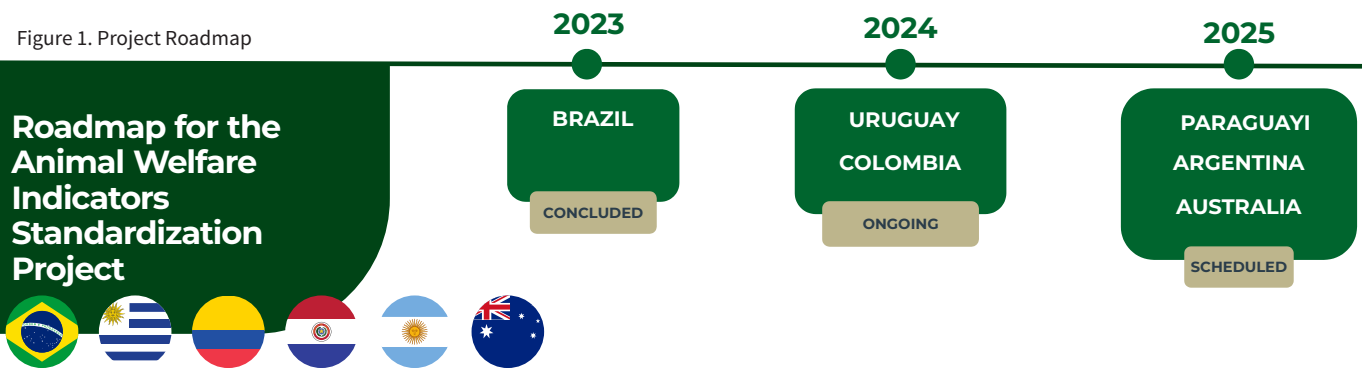 Figure 1. Project Roadmap
Roadmap for the
Animal Welfare
Indicators
Standardization
Project
2023
BRAZIL
CONCLUDED
2024
URUGUAY
COLOMBIA
ONGOING
2025
PARAGUAYI
ARGENTINA
AUSTRALIA
SCHEDULED